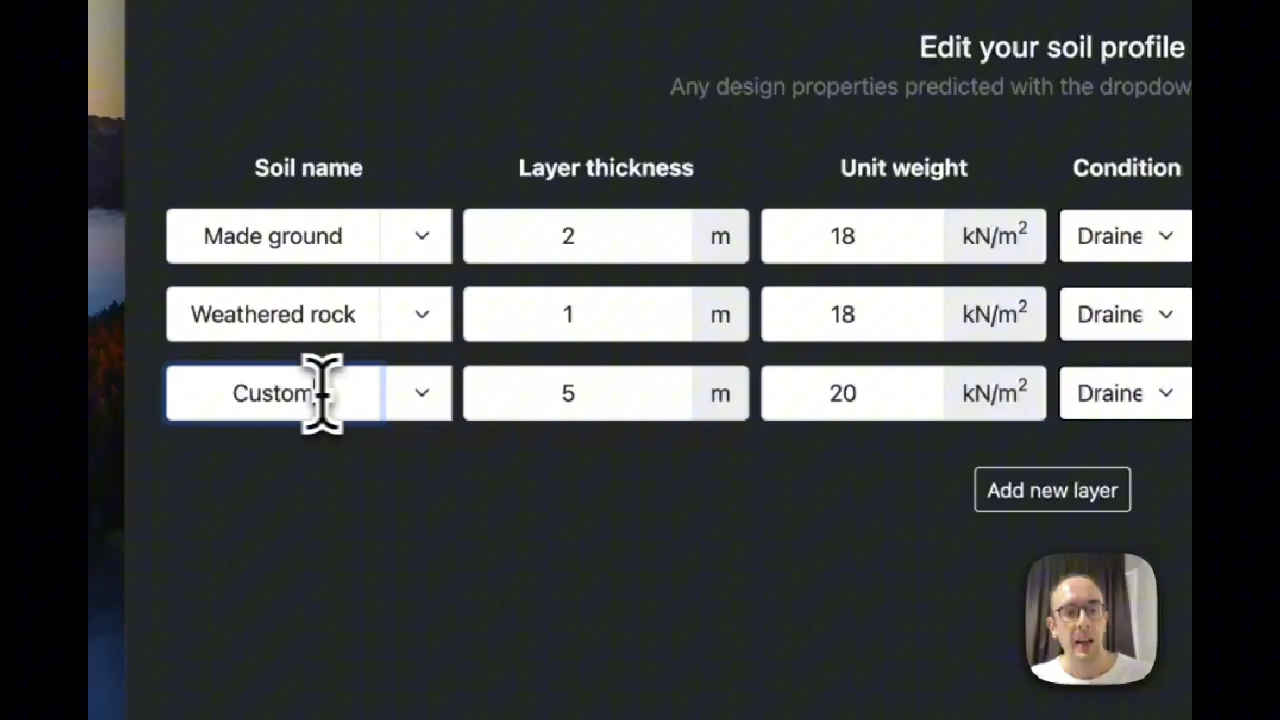 Edit your soil profile
Any design properties predicted with the dropdow
Soil name Layer thickness Unit weight Condition
Made ground 2 m 18 kN/m² Draine
Weathered rock 1 m 18 kN/m² Draine
Custom 5 m 20 kN/m² Draine
Add new layer